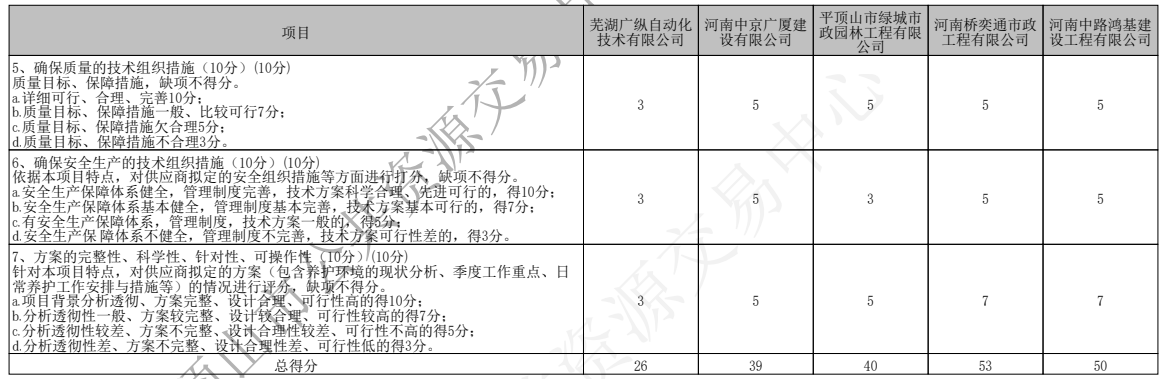 项目
芜湖广纵自动化
技术有限公司
河南中京广厦建
设有限公司
平顶山市绿城市
政园林工程有限
公司
河南桥奕通市政
工程有限公司
河南中路鸿基建
设工程有限公司
5、确保质量的技术组织措施（10分）(10分)
质量目标、保障措施，缺项不得分。
a.详细可行、合理、完善10分；
b.质量目标、保障措施一般、比较可行7分；
c.质量目标、保障措施欠合理5分；
d.质量目标、保障措施不合理3分。
3 5 5 5 5
6、确保安全生产的技术组织措施（10分）(10分)
依据本项目特点，对供应商拟定的安全组织措施等方面进行打分，缺项不得分。
a.安全生产保障体系健全，管理制度完善，技术方案科学合理、先进可行的，得10分；
b.安全生产保障体系基本健全，管理制度基本完善，技术方案基本可行的，得7分；
c.有安全生产保障体系，管理制度，技术方案一般的，得5分；
d.安全生产保障体系不健全，管理制度不完善，技术方案可行性差的，得3分。
3 5 3 5 5
7、方案的完整性、科学性、针对性、可操作性（10分）(10分)
针对本项目特点，对供应商拟定的方案（包含养护环境的现状分析、季度工作重点、日
常养护工作安排与措施等）的情况进行评分，缺项不得分。
a.项目背景分析透彻、方案完整、设计合理、可行性高的得10分；
b.分析透彻性一般、方案较完整、设计较合理、可行性较高的得7分；
c.分析透彻性较差、方案不完整、设计合理性较差、可行性不高的得5分；
d.分析透彻性差、方案不完整、设计合理性差、可行性低的得3分。
3 5 5 7 7
总得分 26 39 40 53 50